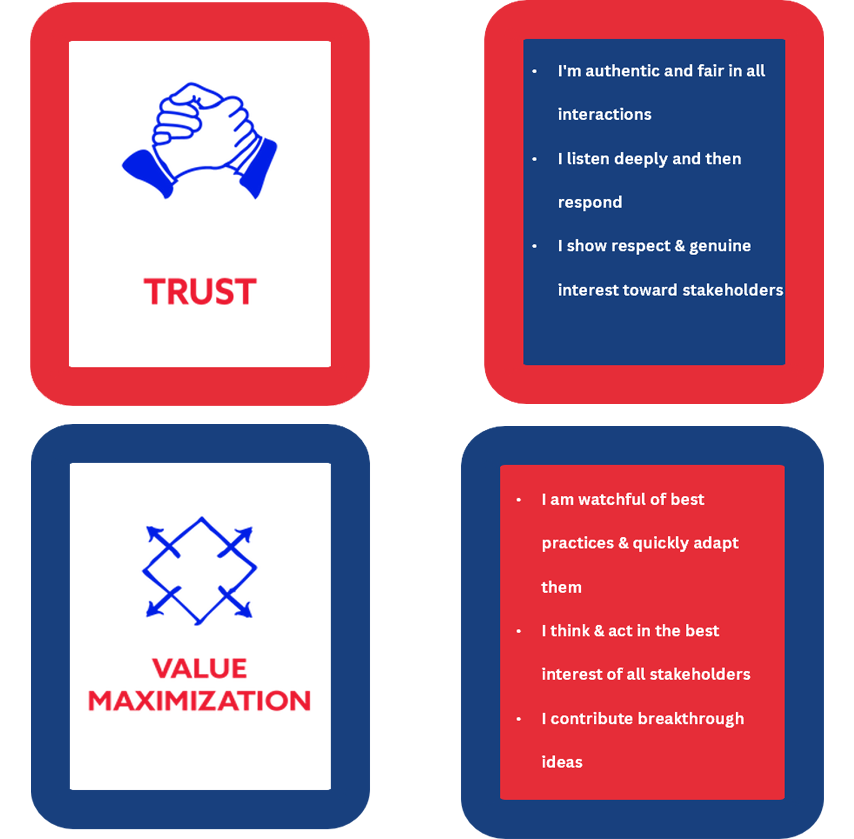 TRUST
• I'm authentic and fair in all
interactions
• I listen deeply and then
respond
• I show respect & genuine
interest toward stakeholders
VALUE
MAXIMIZATION
• I am watchful of best
practices & quickly adapt
them
• I think & act in the best
interest of all stakeholders
• I contribute breakthrough
ideas